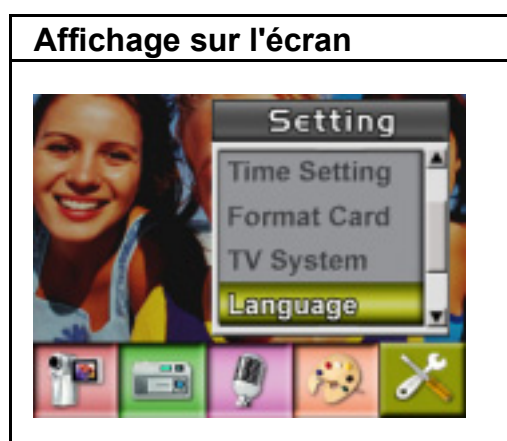 Affichage sur l'écran
Setting
Time Setting
Format Card
TV System
Language